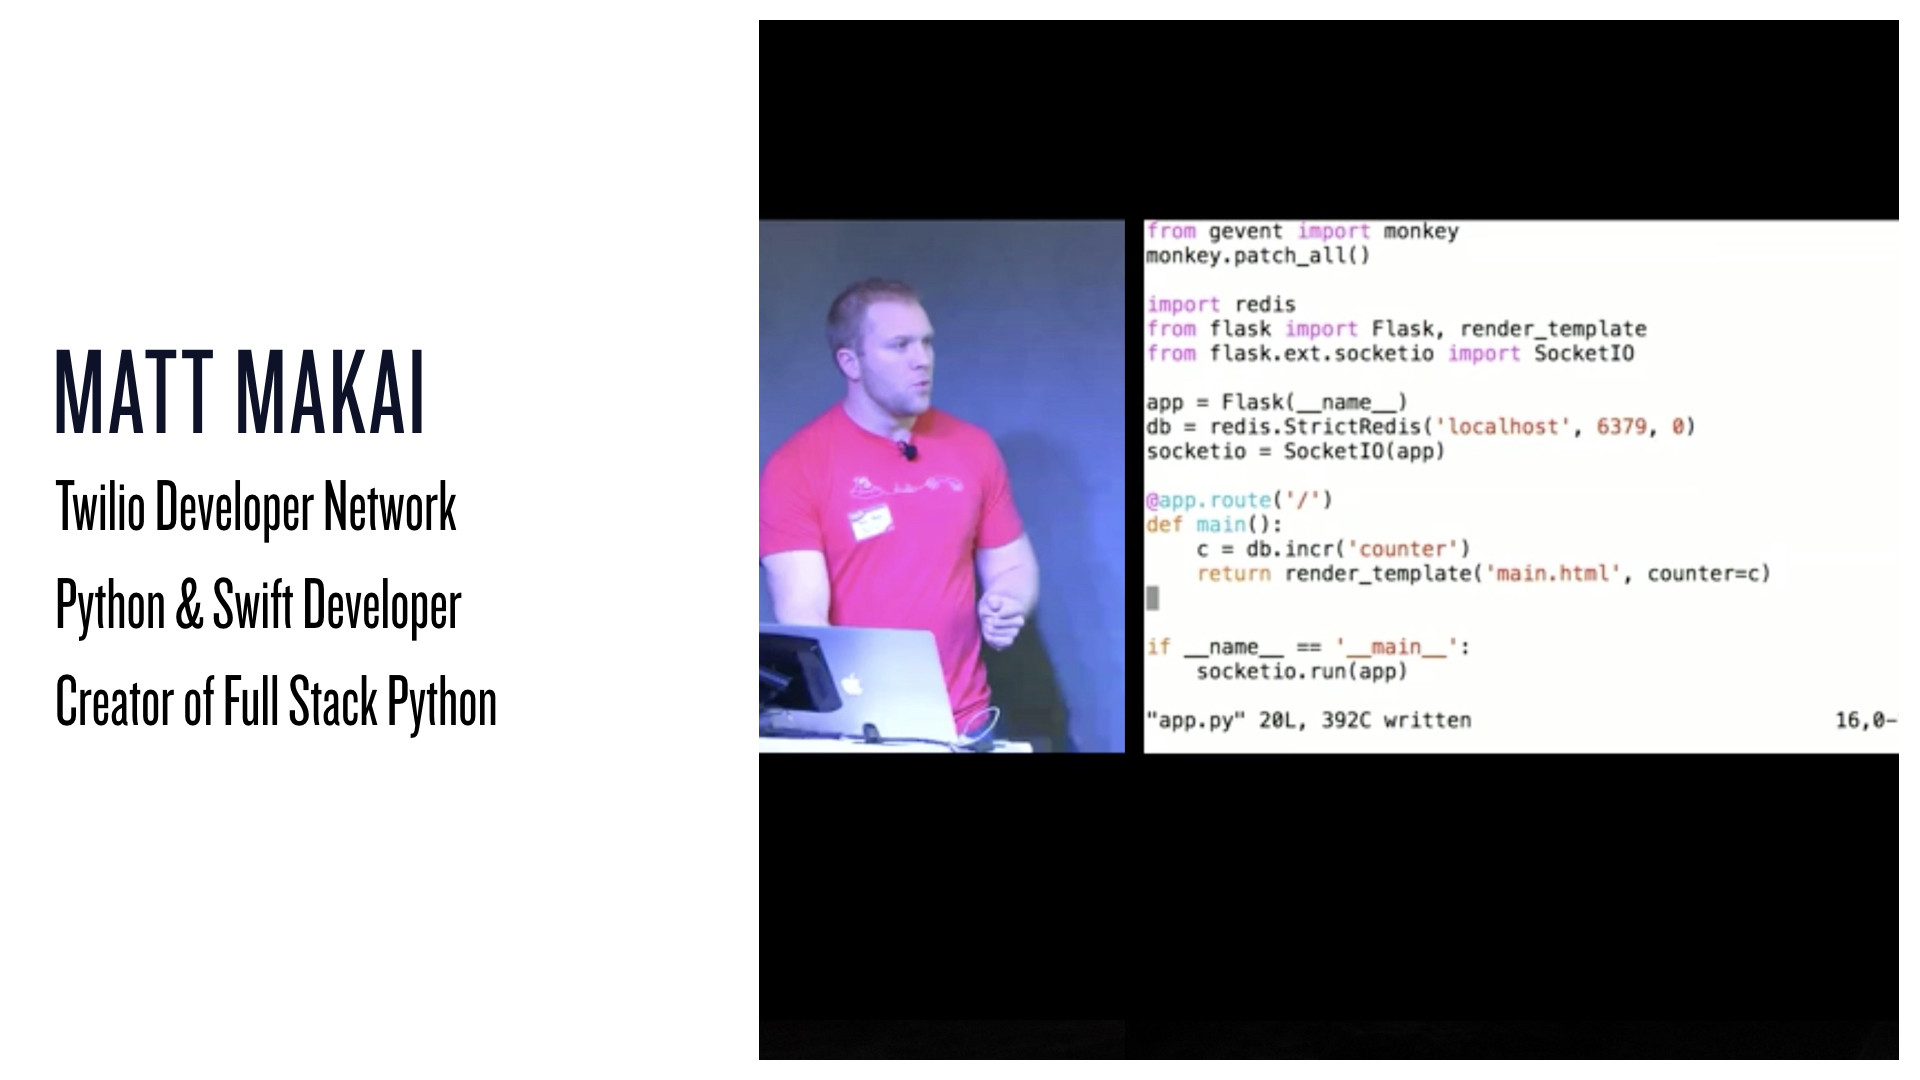 MATT MAKAI
Twilio Developer Network
Python & Swift Developer
Creator of Full Stack Python
from gevent import monkey
monkey.patch_all()
import redis
from flask import Flask, render_template
from flask.ext.socketio import SocketIO
app = Flask(__name__)
db = redis.StrictRedis('localhost', 6379, 0)
socketio = SocketIO(app)
@app.route('/')
def main():
    c = db.incr('counter')
    return render_template('main.html', counter=c)
if __name__ == '__main__':
    socketio.run(app)
"app.py" 20L, 392C written 16,0-